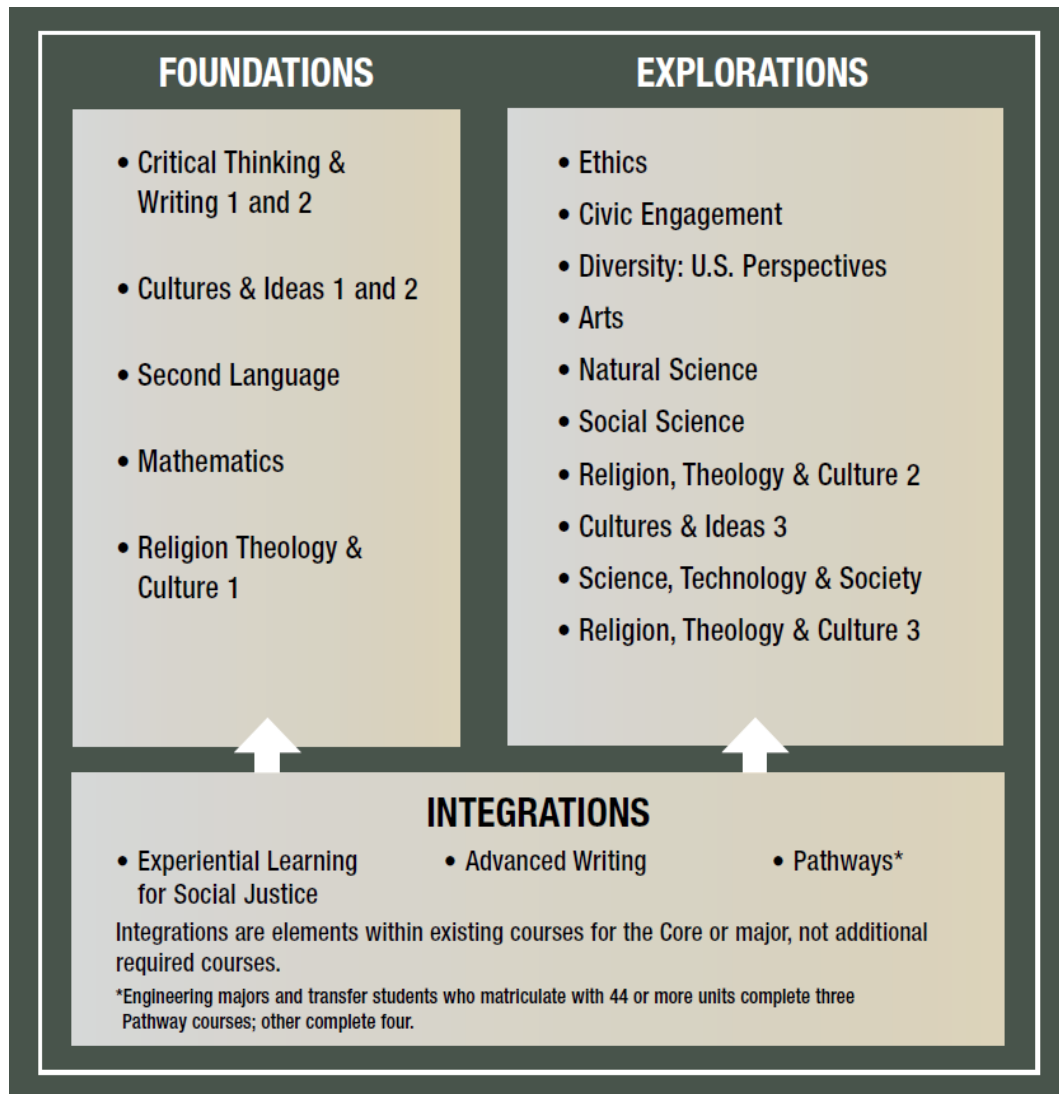 FOUNDATIONS
• Critical Thinking &
Writing 1 and 2
• Cultures & Ideas 1 and 2
• Second Language
• Mathematics
• Religion Theology &
Culture 1
EXPLORATIONS
• Ethics
• Civic Engagement
• Diversity: U.S. Perspectives
• Arts
• Natural Science
• Social Science
• Religion, Theology & Culture 2
• Cultures & Ideas 3
• Science, Technology & Society
• Religion, Theology & Culture 3
INTEGRATIONS
• Experiential Learning
for Social Justice
• Advanced Writing
• Pathways*
Integrations are elements within existing courses for the Core or major, not additional
required courses.
*Engineering majors and transfer students who matriculate with 44 or more units complete three
Pathway courses; other complete four.